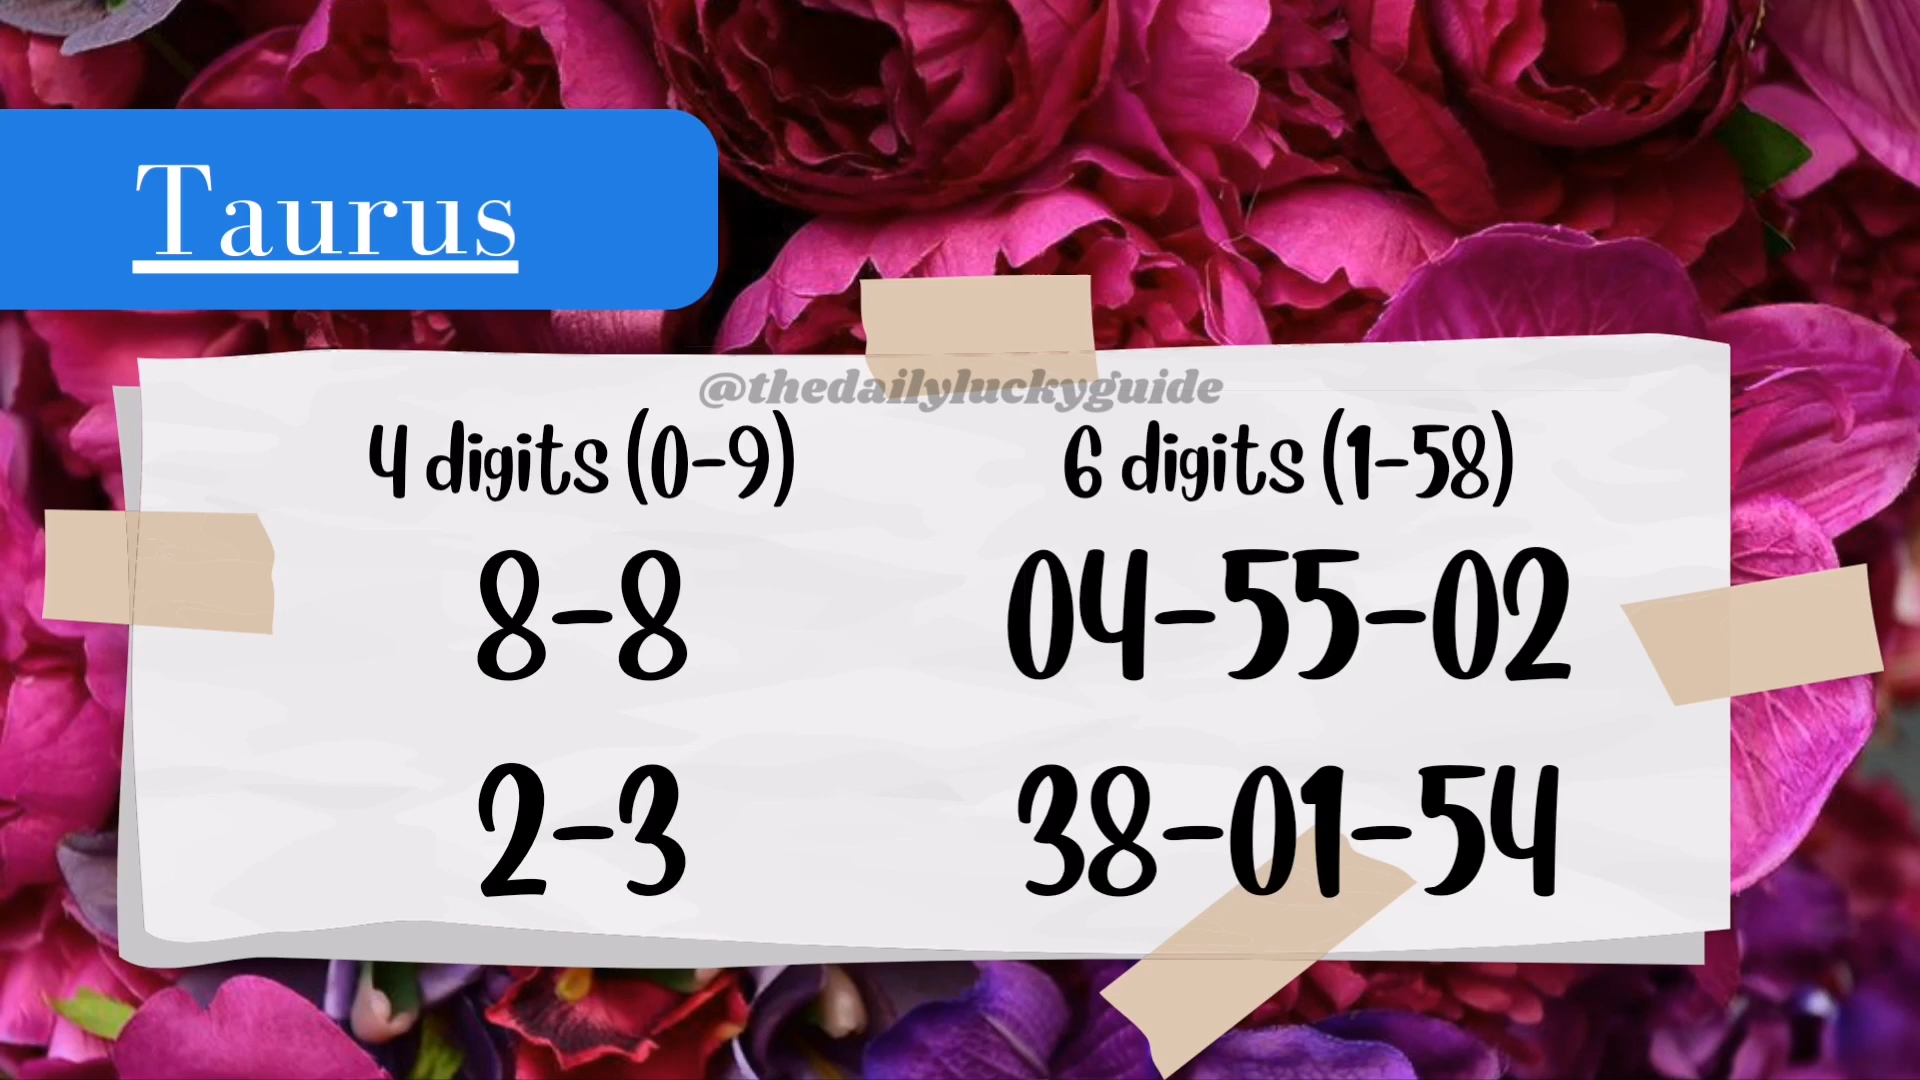 Taurus
@thedailyluckyguide
4 digits (0-9)
8-8
2-3
6 digits (1-58)
04-55-02
38-01-54